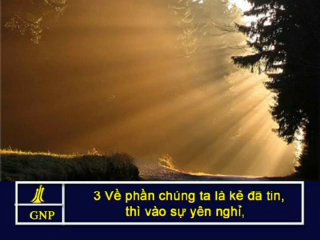 3 Về phần chúng ta là kẻ đã tin,
thì vào sự yên nghỉ,
GNP